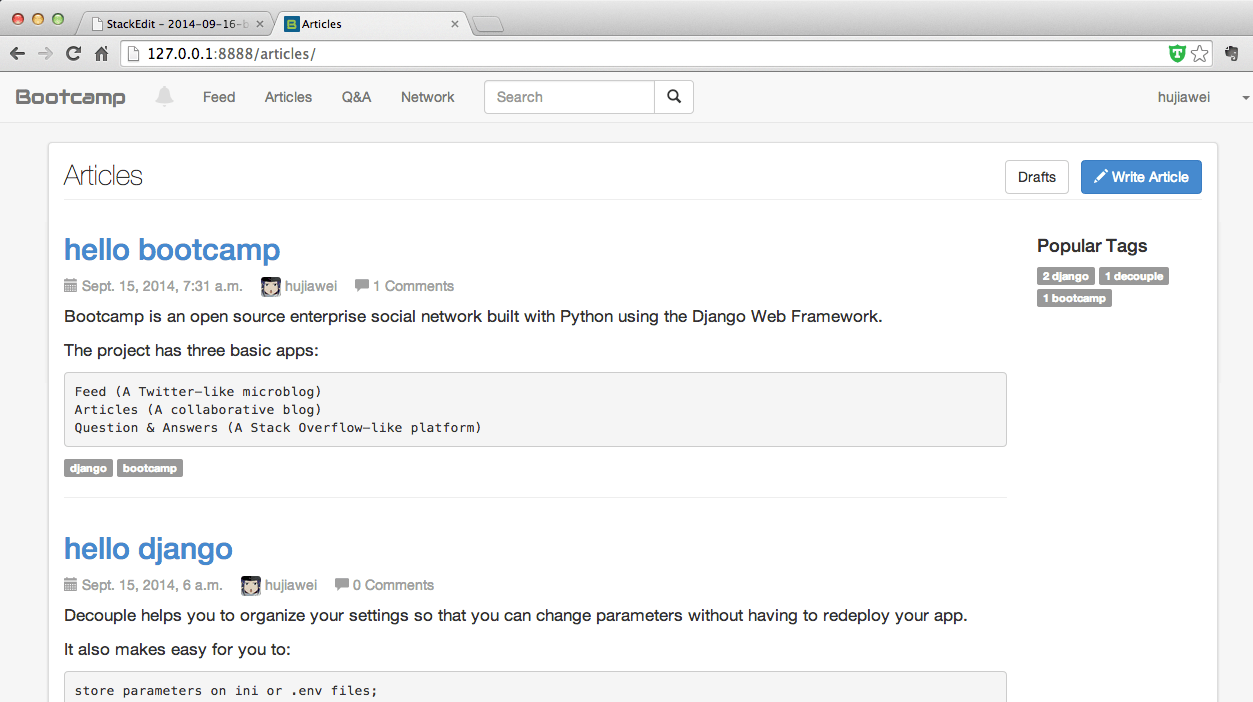 StackEdit – 2014-09-16-b
Articles
127.0.0.1:8888/articles/
Bootcamp Feed Articles Q&A Network Search hujiawei
Articles Drafts Write Article
hello bootcamp
Sept. 15, 2014, 7:31 a.m. hujiawei 1 Comments
Bootcamp is an open source enterprise social network built with Python using the Django Web Framework.
The project has three basic apps:
Feed (A Twitter-like microblog)
Articles (A collaborative blog)
Question & Answers (A Stack Overflow-like platform)
django bootcamp
hello django
Sept. 15, 2014, 6 a.m. hujiawei 0 Comments
Decouple helps you to organize your settings so that you can change parameters without having to redeploy your app.
It also makes easy for you to:
store parameters on ini or .env files;
Popular Tags
2 django 1 decouple
1 bootcamp